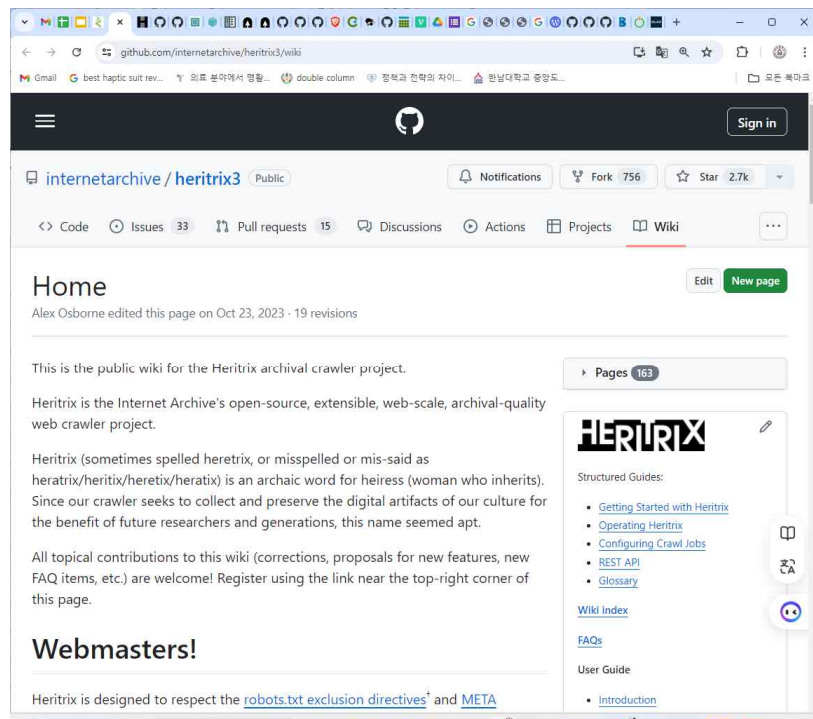 github.com/internetarchive/heritrix3/wiki
Gmail
best haptic suit rev...
의료 분야에서 명활...
double column
정책과 전략의 차이...
한남대학교 중앙도...
모든 북마크
Sign in
internetarchive / heritrix3 Public
Notifications
Fork 756
Star 2.7k
Code
Issues 33
Pull requests 15
Discussions
Actions
Projects
Wiki
Home
Edit
New page
Alex Osborne edited this page on Oct 23, 2023 · 19 revisions
This is the public wiki for the Heritrix archival crawler project.
Heritrix is the Internet Archive's open-source, extensible, web-scale, archival-quality
web crawler project.
Heritrix (sometimes spelled heretrix, or misspelled or mis-said as
heratrix/heritix/heretix/heratix) is an archaic word for heiress (woman who inherits).
Since our crawler seeks to collect and preserve the digital artifacts of our culture for
the benefit of future researchers and generations, this name seemed apt.
All topical contributions to this wiki (corrections, proposals for new features, new
FAQ items, etc.) are welcome! Register using the link near the top-right corner of
this page.
Webmasters!
Heritrix is designed to respect the robots.txt exclusion directives† and META
Pages 163
HERITRIX
Structured Guides:
• Getting Started with Heritrix
• Operating Heritrix
• Configuring Crawl Jobs
• REST API
• Glossary
Wiki index
FAQs
User Guide
• Introduction